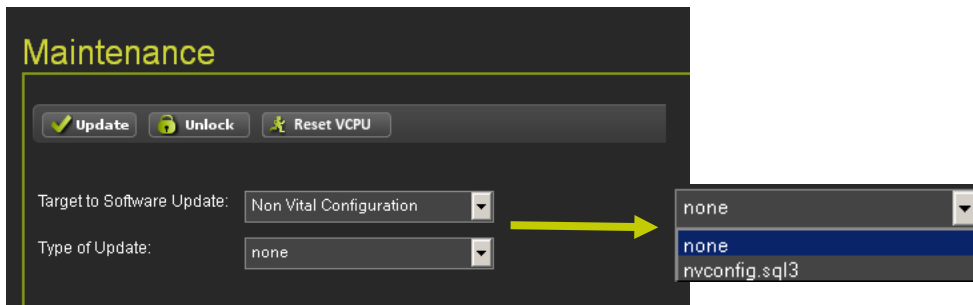 Maintenance
Update Unlock Reset VCPU
Target to Software Update: Non Vital Configuration
Type of Update: none
none
none
nvconfig.sql3